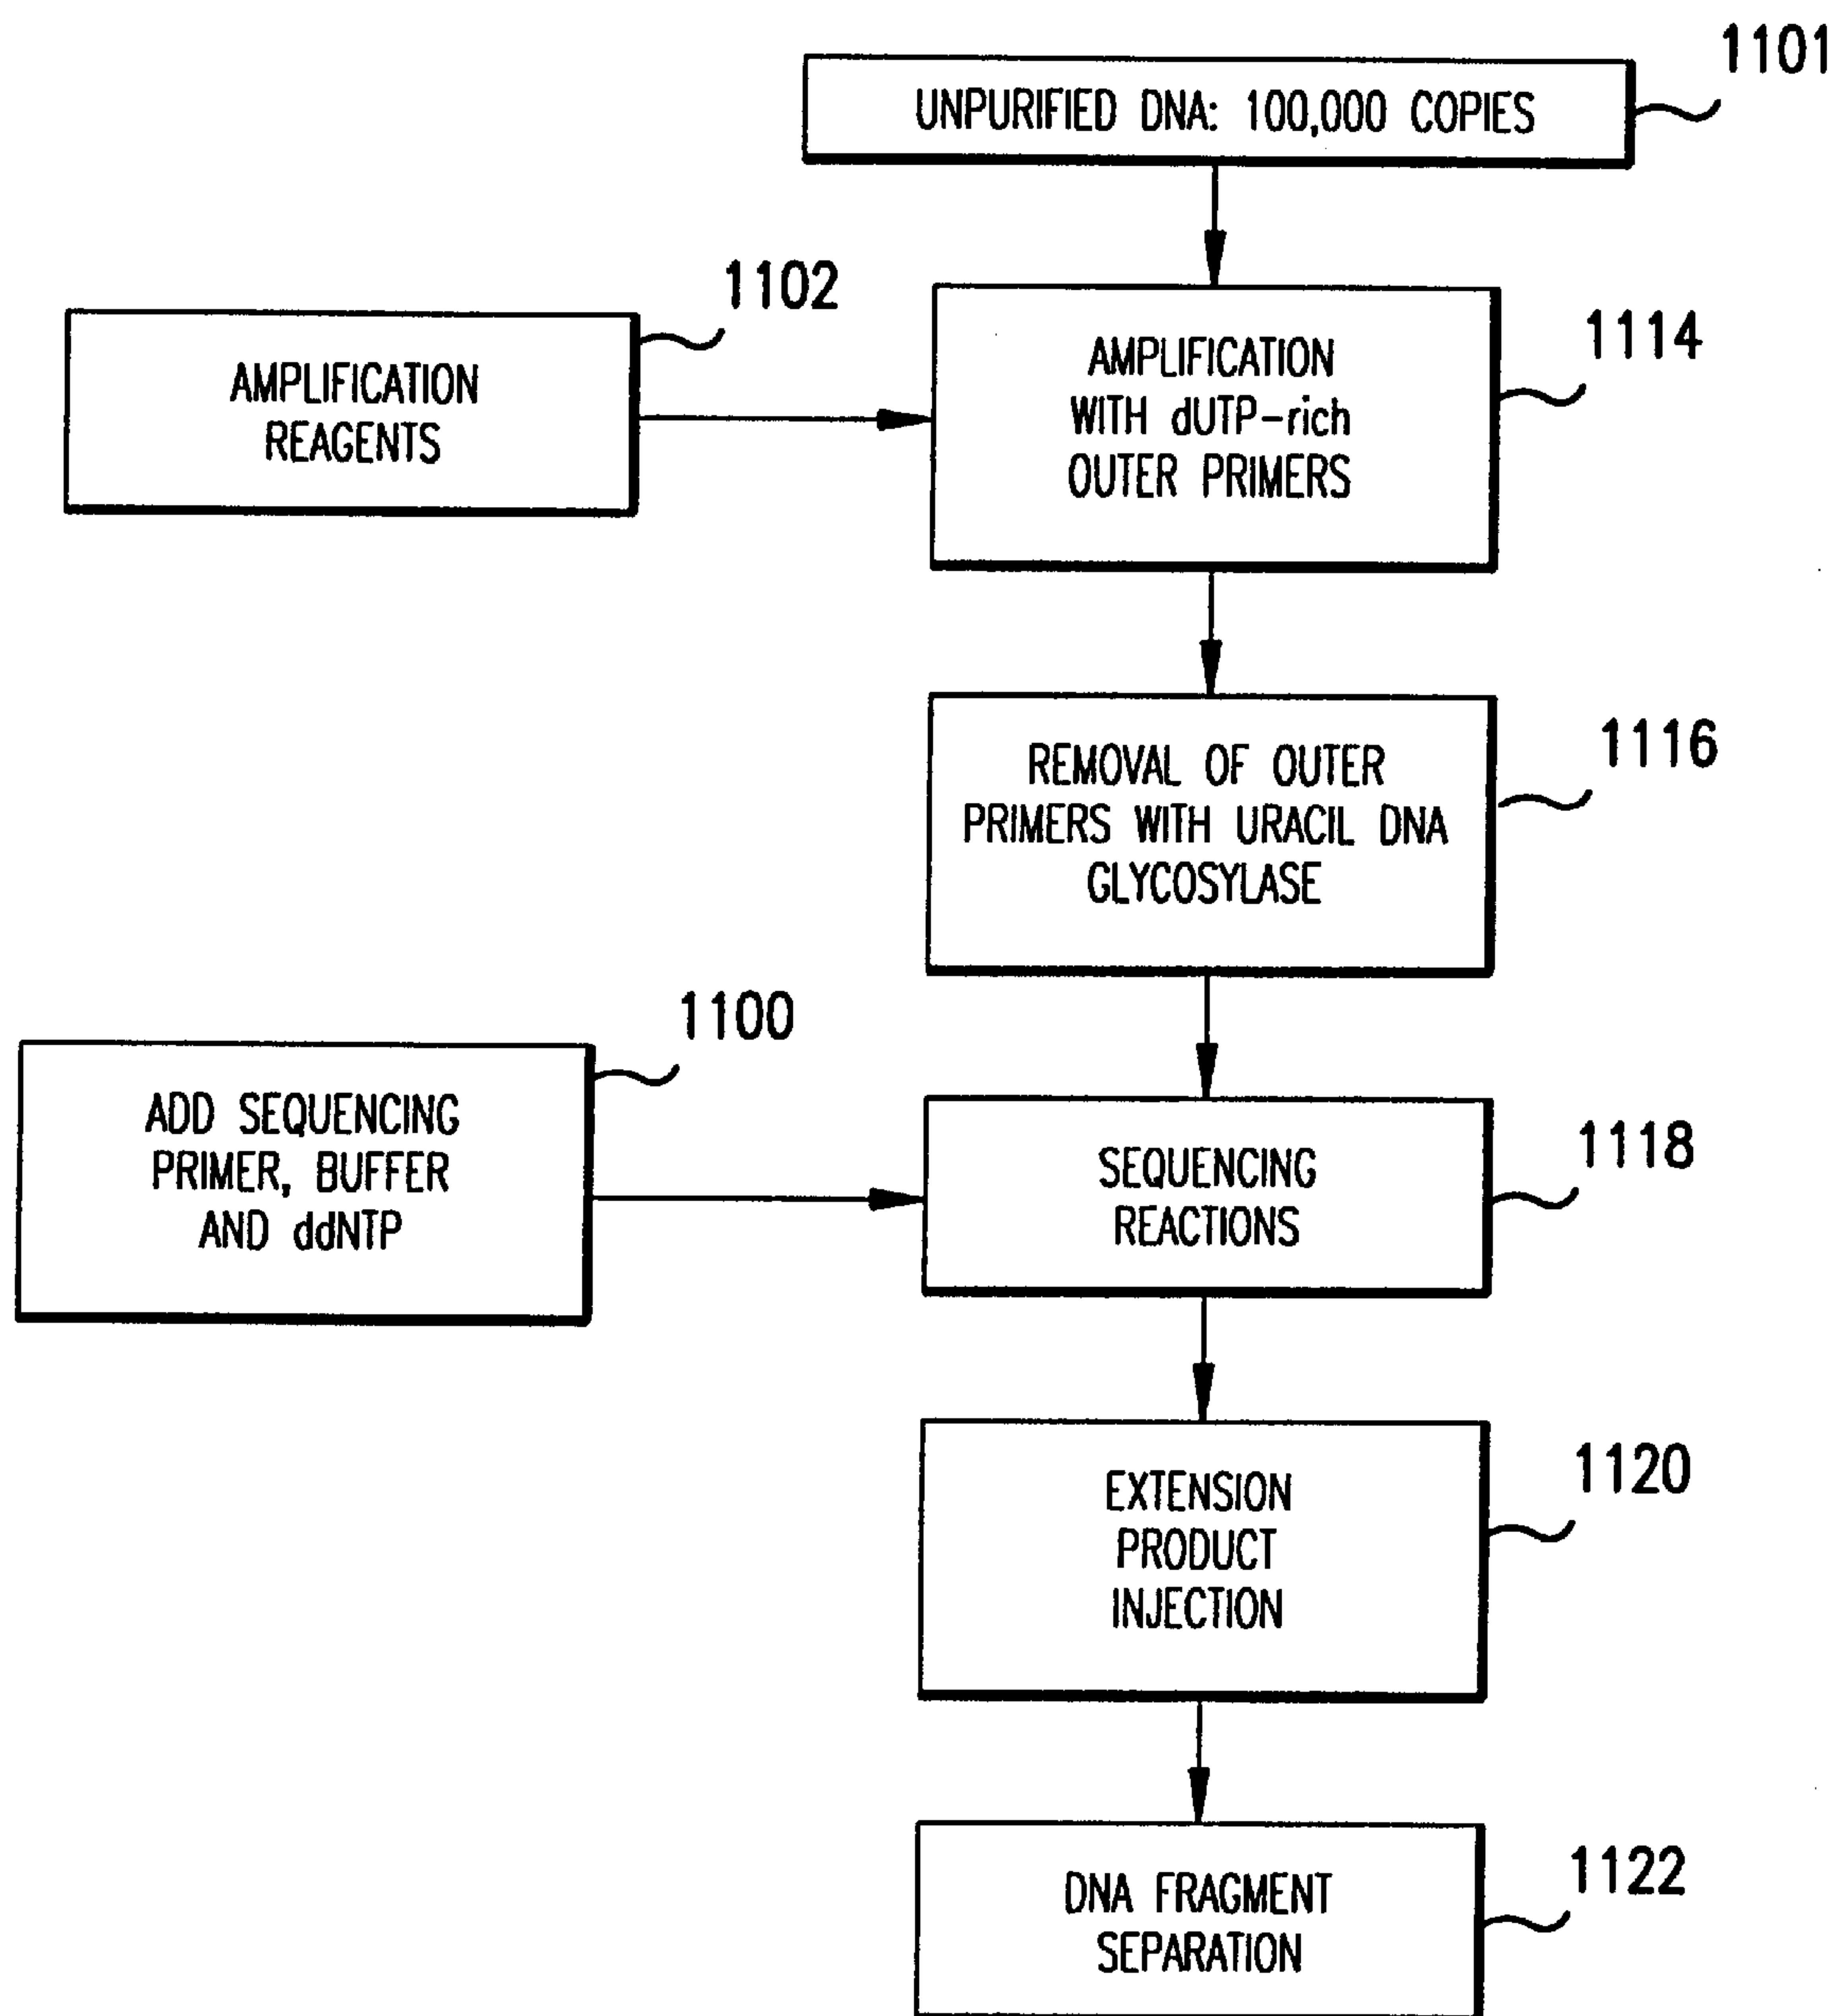 1101
UNPURIFIED DNA: 100,000 COPIES
1102
AMPLIFICATION
REAGENTS
1114
AMPLIFICATION
WITH dUTP-rich
OUTER PRIMERS
1116
REMOVAL OF OUTER
PRIMERS WITH URACIL DNA
GLYCOSYLASE
1100
ADD SEQUENCING
PRIMER, BUFFER
AND ddNTP
1118
SEQUENCING
REACTIONS
1120
EXTENSION
PRODUCT
INJECTION
1122
DNA FRAGMENT
SEPARATION